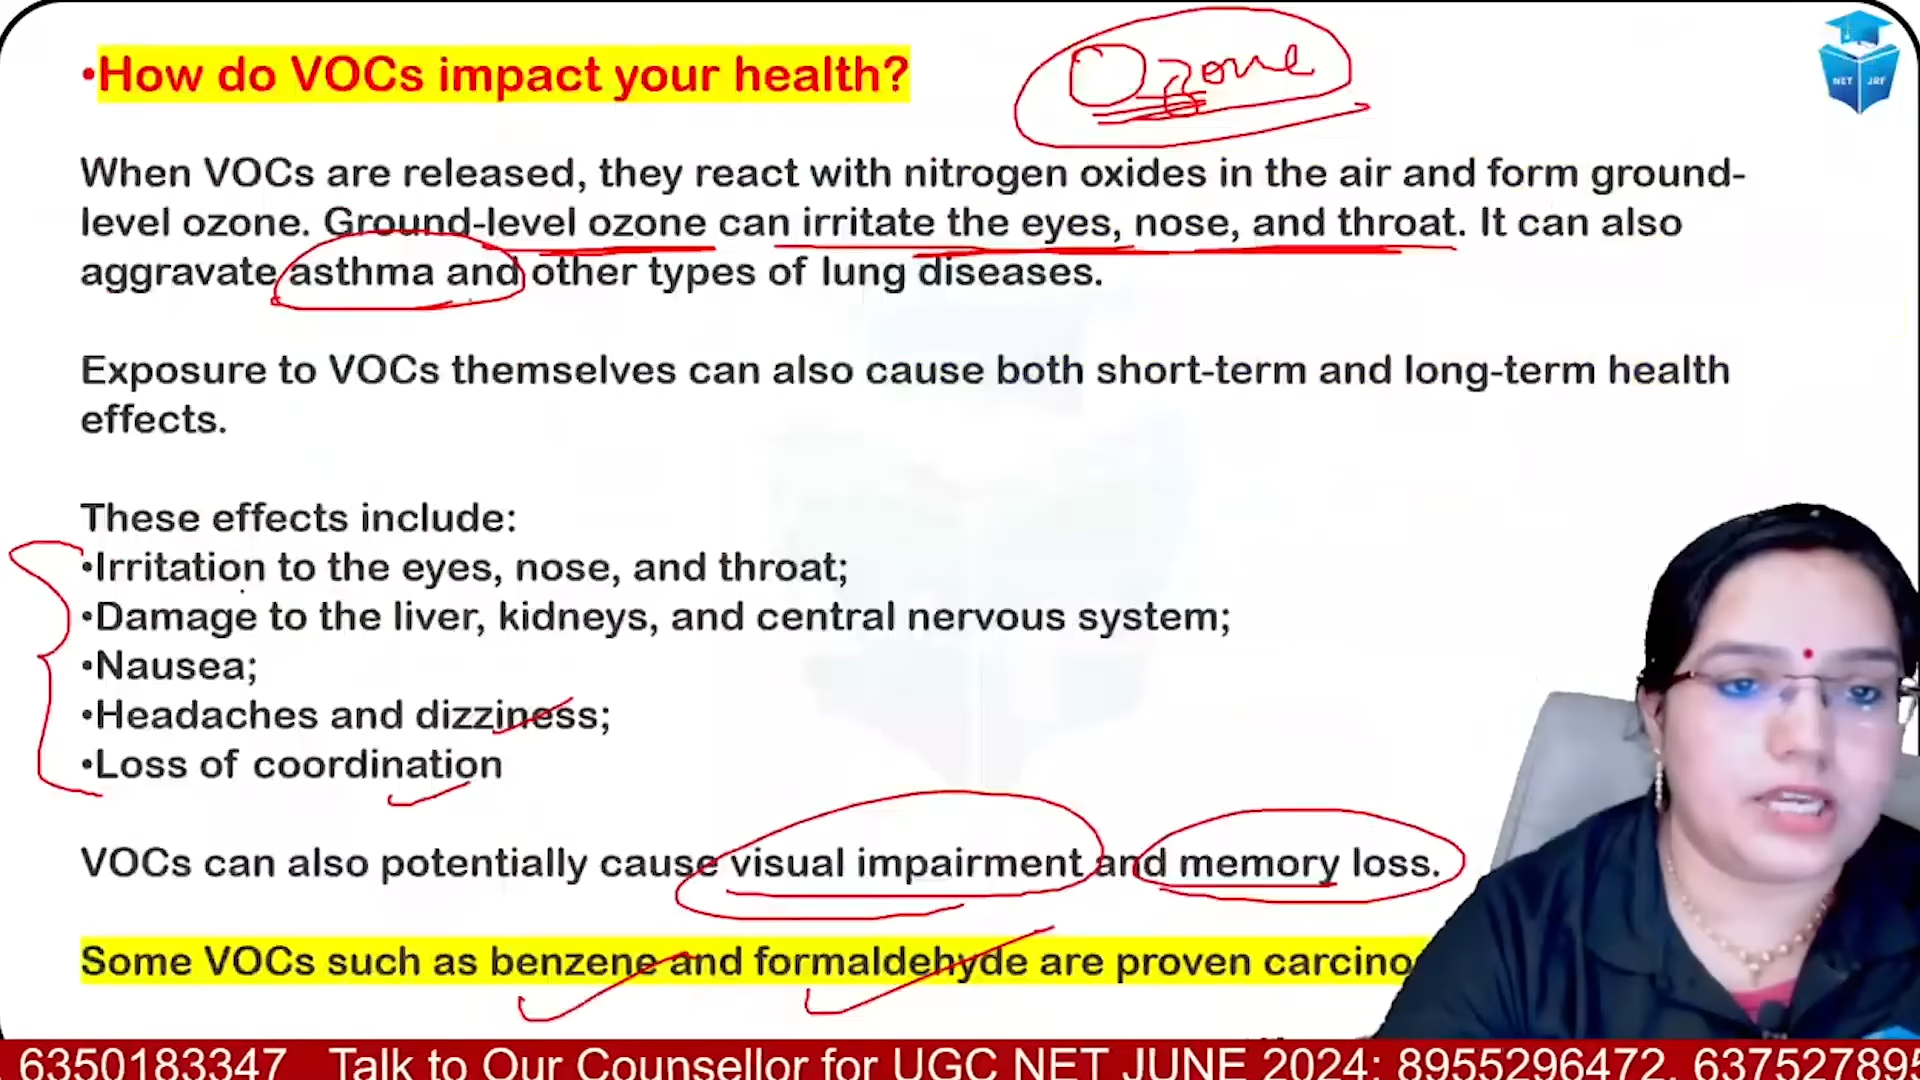 •How do VOCs impact your health?
Ozone
NET JRF
When VOCs are released, they react with nitrogen oxides in the air and form ground-
level ozone. Ground-level ozone can irritate the eyes, nose, and throat. It can also
aggravate asthma and other types of lung diseases.
Exposure to VOCs themselves can also cause both short-term and long-term health
effects.
These effects include:
•Irritation to the eyes, nose, and throat;
•Damage to the liver, kidneys, and central nervous system;
•Nausea;
•Headaches and dizziness;
•Loss of coordination
VOCs can also potentially cause visual impairment and memory loss.
Some VOCs such as benzene and formaldehyde are proven carcino
6350183347 Talk to Our Counsellor for UGC NET JUNE 2024: 8955296472, 637527895